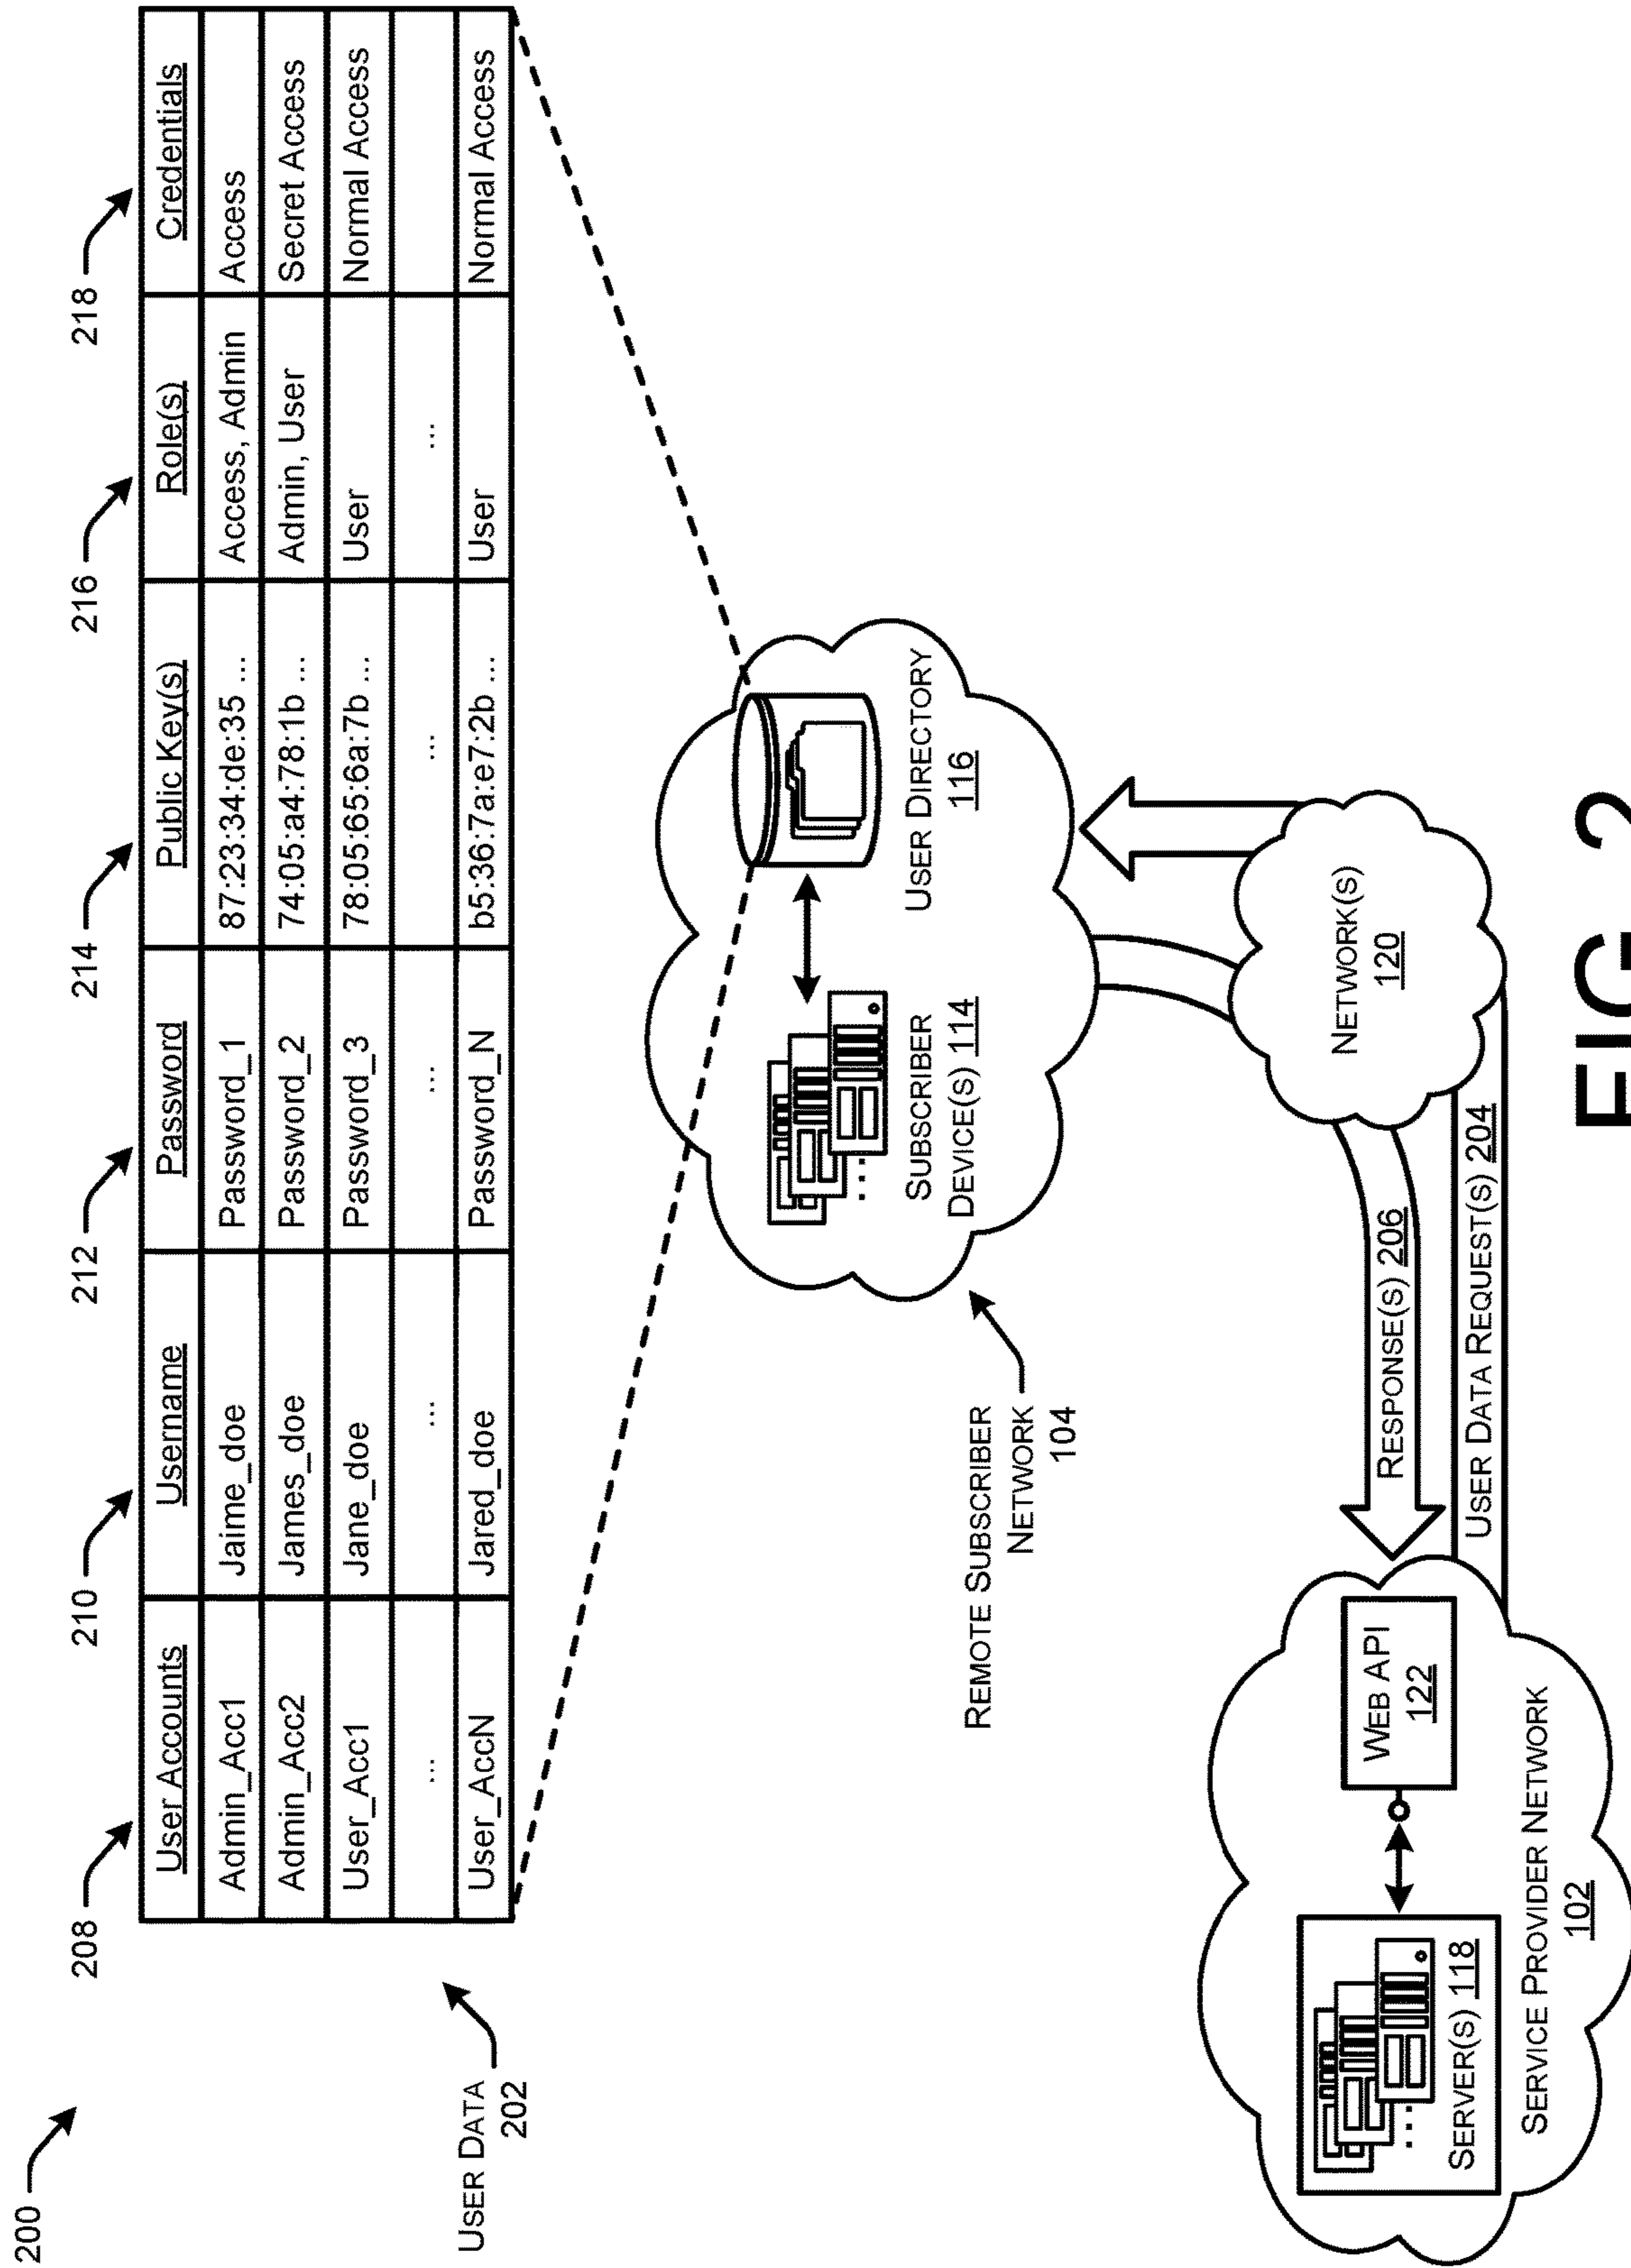 200
208
210
212
214
216
218
User Accounts Username Password Public Key(s) Role(s) Credentials
Admin_Acc1 Jaime_doe Password_1 87:23:34:de:35 ... Access, Admin Access
Admin_Acc2 James_doe Password_2 74:05:a4:78:1b ... Admin, User Secret Access
User_Acc1 Jane_doe Password_3 78:05:65:6a:7b ... User Normal Access
... ... ... ... ...
User_AccN Jared_doe Password_N b5:36:7a:e7:2b ... User Normal Access
USER DATA
202
SUBSCRIBER
DEVICE(S) 114
...
USER DIRECTORY
116
REMOTE SUBSCRIBER
NETWORK
104
NETWORK(S)
120
RESPONSE(S) 206
USER DATA REQUEST(S) 204
WEB API
122
...
SERVER(S) 118
SERVICE PROVIDER NETWORK
102
FIG. 2